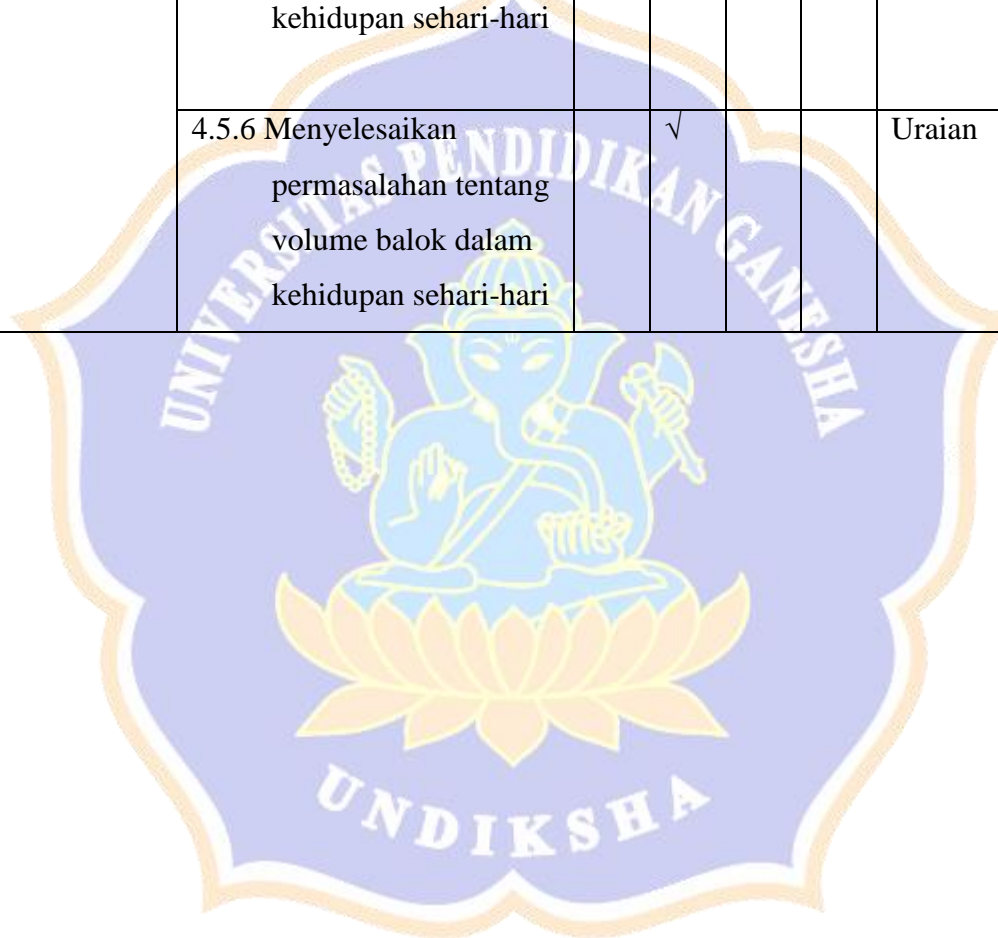 kehidupan sehari-hari
4.5.6 Menyelesaikan √ Uraian
permasalahan tentang
volume balok dalam
kehidupan sehari-hari
UNIVERSITAS PENDIDIKAN GANESHA
UNDIKSHA